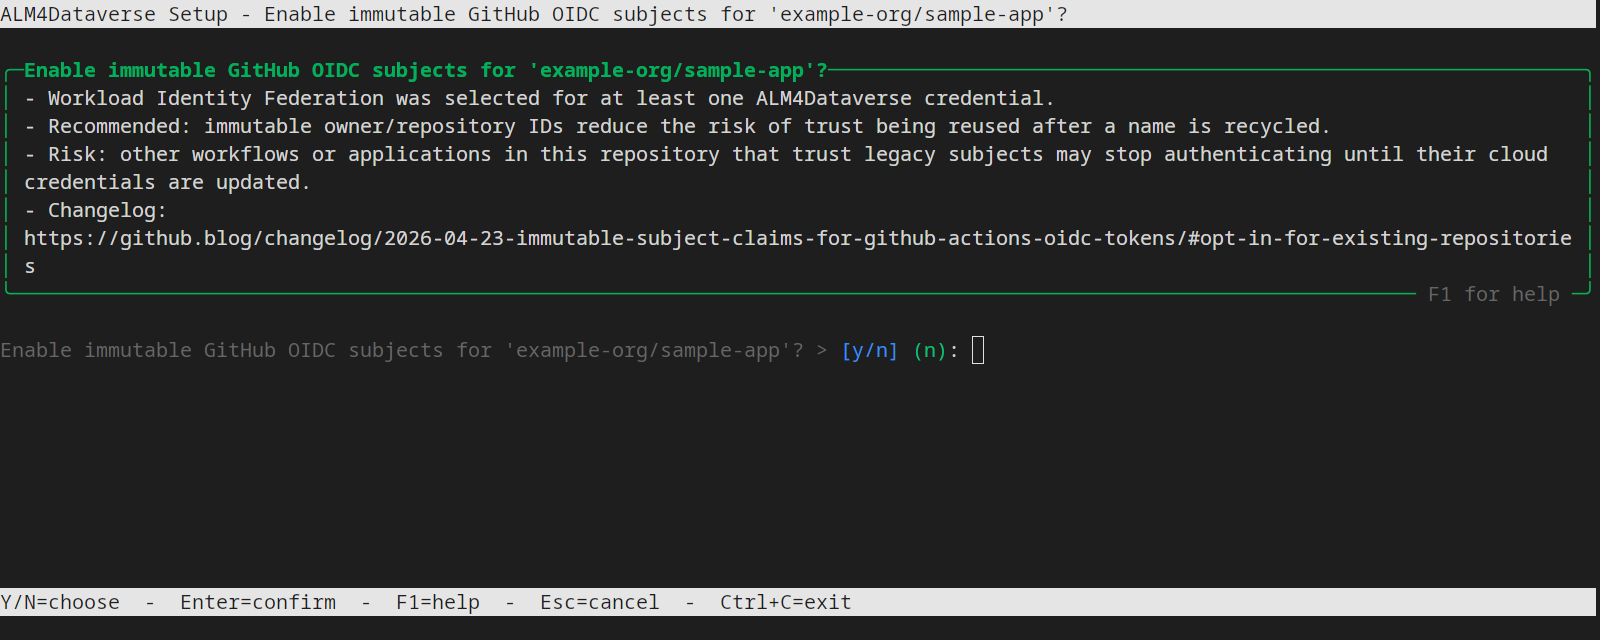 ALM4Dataverse Setup - Enable immutable GitHub OIDC subjects for 'example-org/sample-app'?
Enable immutable GitHub OIDC subjects for 'example-org/sample-app'?
- Workload Identity Federation was selected for at least one ALM4Dataverse credential.
- Recommended: immutable owner/repository IDs reduce the risk of trust being reused after a name is recycled.
- Risk: other workflows or applications in this repository that trust legacy subjects may stop authenticating until their cloud
credentials are updated.
- Changelog:
https://github.blog/changelog/2026-04-23-immutable-subject-claims-for-github-actions-oidc-tokens/#opt-in-for-existing-repositorie
s
F1 for help
Enable immutable GitHub OIDC subjects for 'example-org/sample-app'? > [y/n] (n):
Y/N=choose  -  Enter=confirm  -  F1=help  -  Esc=cancel  -  Ctrl+C=exit